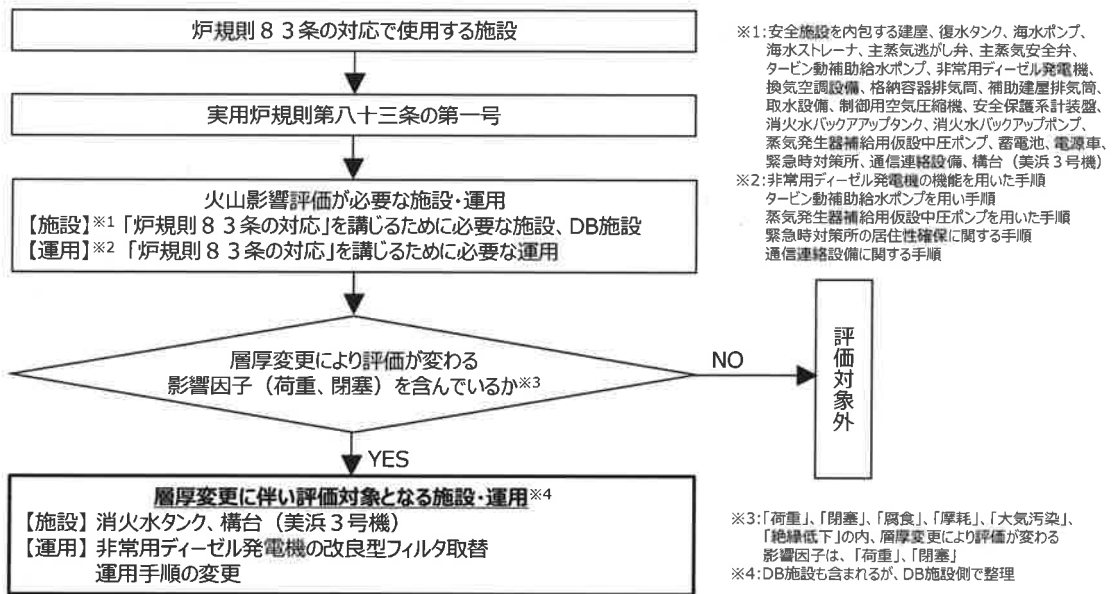 炉規則８３条の対応で使用する施設
実用炉規則第八十三条の第一号
火山影響評価が必要な施設・運用
【施設】※1「炉規則８３条の対応」を講じるために必要な施設、DB施設
【運用】※2「炉規則８３条の対応」を講じるために必要な運用
層厚変更により評価が変わる
影響因子（荷重、閉塞）を含んでいるか※3
NO
評価対象外
YES
層厚変更に伴い評価対象となる施設・運用※4
【施設】消火水タンク、構台（美浜３号機）
【運用】非常用ディーゼル発電機の改良型フィルタ取替
運用手順の変更
※1:安全施設を内包する建屋、復水タンク、海水ポンプ、
海水ストレーナ、主蒸気逃がし弁、主蒸気安全弁、
タービン動補助給水ポンプ、非常用ディーゼル発電機、
換気空調設備、格納容器排気筒、補助建屋排気筒、
取水設備、制御用空気圧縮機、安全保護系計装盤、
消火水バックアアップタンク、消火水バックアップポンプ、
蒸気発生器補給用仮設中圧ポンプ、蓄電池、電源車、
緊急時対策所、通信連絡設備、構台（美浜３号機）
※2:非常用ディーゼル発電機の機能を用いた手順
タービン動補助給水ポンプを用い手順
蒸気発生器補給用仮設中圧ポンプを用いた手順
緊急時対策所の居住性確保に関する手順
通信連絡設備に関する手順
※3:「荷重」、「閉塞」、「腐食」、「摩耗」、「大気汚染」、
「絶縁低下」の内、層厚変更により評価が変わる
影響因子は、「荷重」、「閉塞」
※4:DB施設も含まれるが、DB施設側で整理